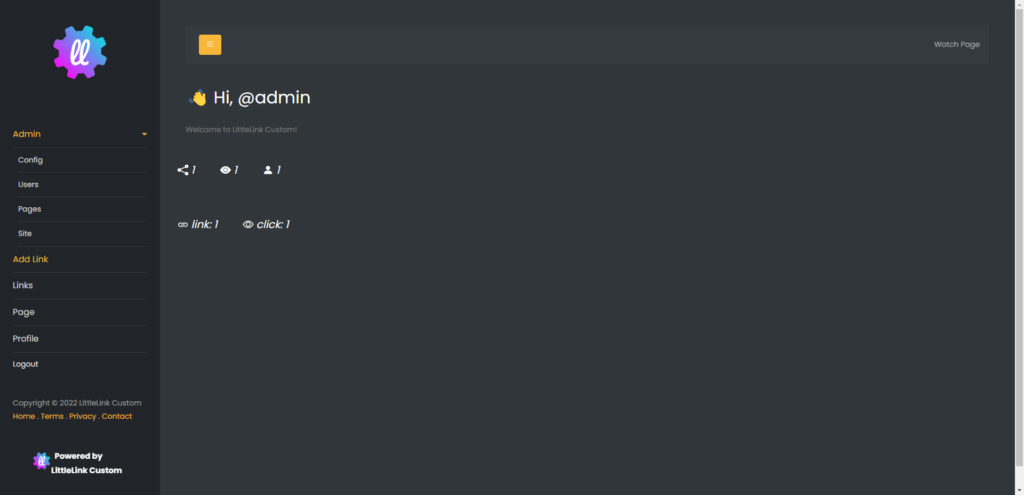 ll
Admin
Config
Users
Pages
Site
Add Link
Links
Page
Profile
Logout
Copyright © 2022 LittleLink Custom
Home . Terms . Privacy . Contact
ll
Powered by
LittleLink Custom
Watch Page
👋 Hi, @admin
Welcome to LittleLink Custom!
1 1 1
link: 1 click: 1